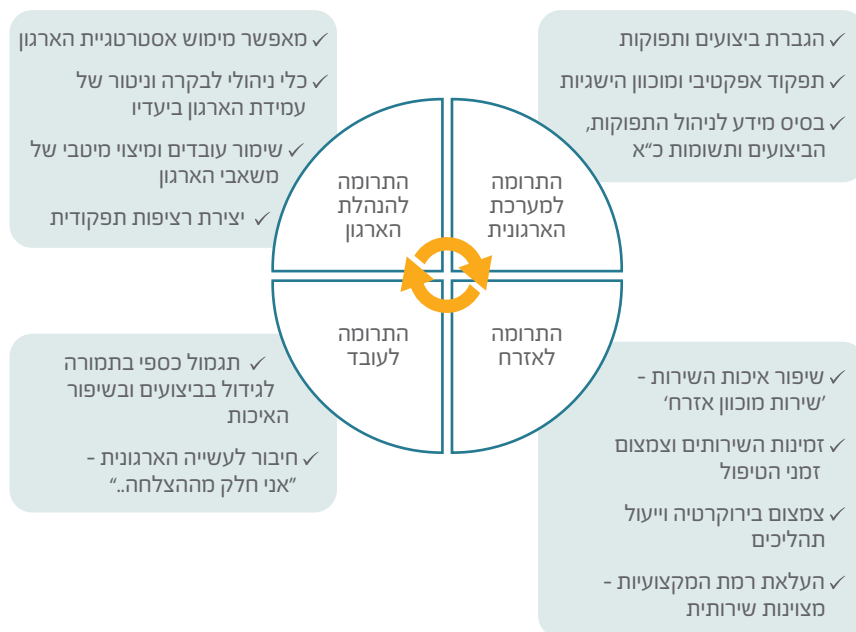 ✓ הגברת ביצועים ותפוקות
✓ תפקוד אפקטיבי ומוכוון הישגיות
✓ בסיס מידע לניהול התפוקות,
הביצועים ותשומות כ"א
✓ מאפשר מימוש אסטרטגיית הארגון
✓ כלי ניהולי לבקרה וניטור של
עמידת הארגון ביעדיו
✓ שימור עובדים ומיצוי מיטבי של
משאבי הארגון
✓ יצירת רציפות תפקודית
התרומה
למערכת
הארגונית
התרומה
להנהלת
הארגון
התרומה
לאזרח
התרומה
לעובד
✓ שיפור איכות השירות -
'שירות מוכוון אזרח'
✓ זמינות השירותים וצמצום
זמני הטיפול
✓ צמצום בירוקרטיה וייעול
תהליכים
✓ העלאת רמת המקצועיות -
מצוינות שירותית
✓ תגמול כספי בתמורה
לגידול בביצועים ובשיפור
האיכות
✓ חיבור לעשייה הארגונית -
"אני חלק מההצלחה.."